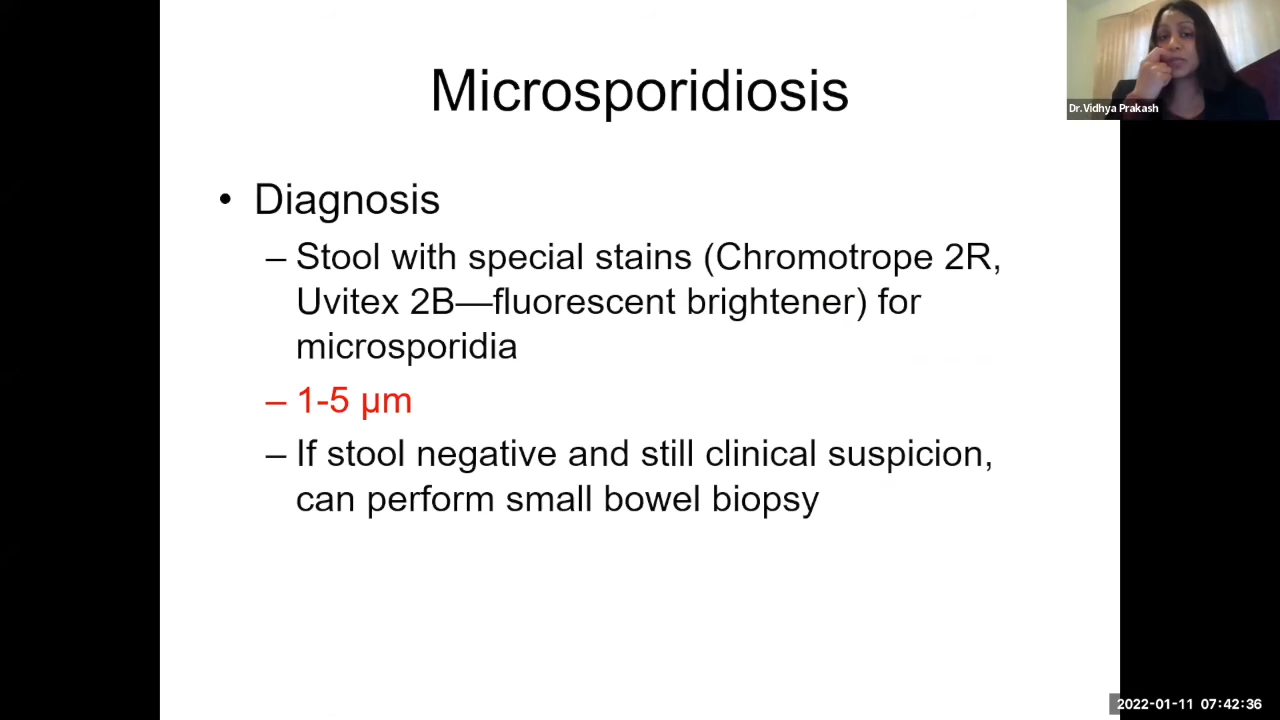 Microsporidiosis
Dr.Vidhya Prakash
• Diagnosis
– Stool with special stains (Chromotrope 2R,
Uvitex 2B—fluorescent brightener) for
microsporidia
– 1-5 µm
– If stool negative and still clinical suspicion,
can perform small bowel biopsy
2022-01-11 07:42:36